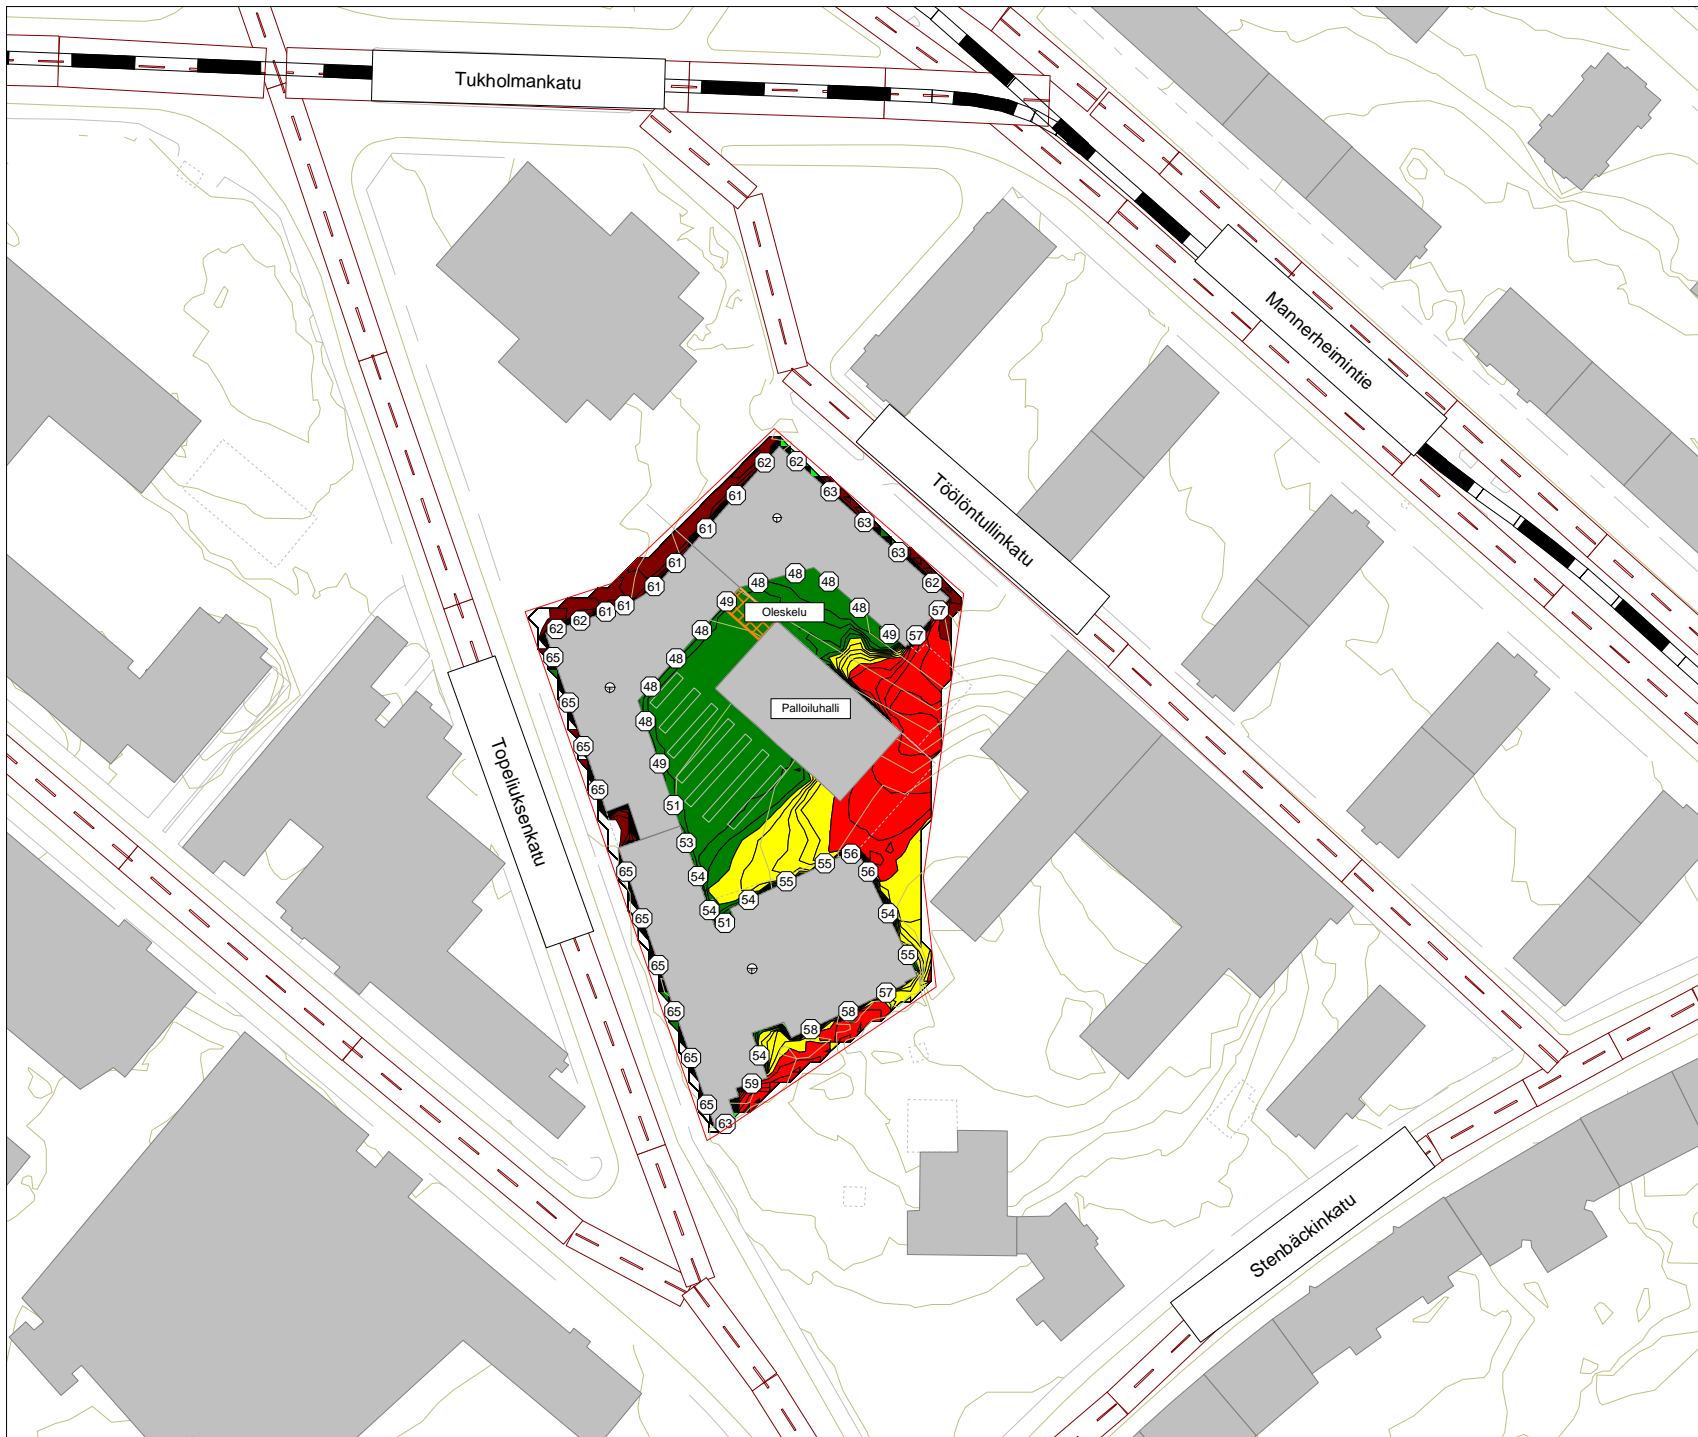 Tukholmankatu
Mannerheimintie
62 62
61 63
61 63
61 63
61 48 48 48 62
61 49 Oleskelu 48 57
62 62 61 48 49 57
65 48
65 48 Palloiluhalli
65 48
65 49
51
53 56
65 54 55 56
65 54 54 55 54
51
65 55
65 57
65 58 58
54
65 59
63
Töölöntullinkatu
Topeliuksenkatu
Stenbäckinkatu